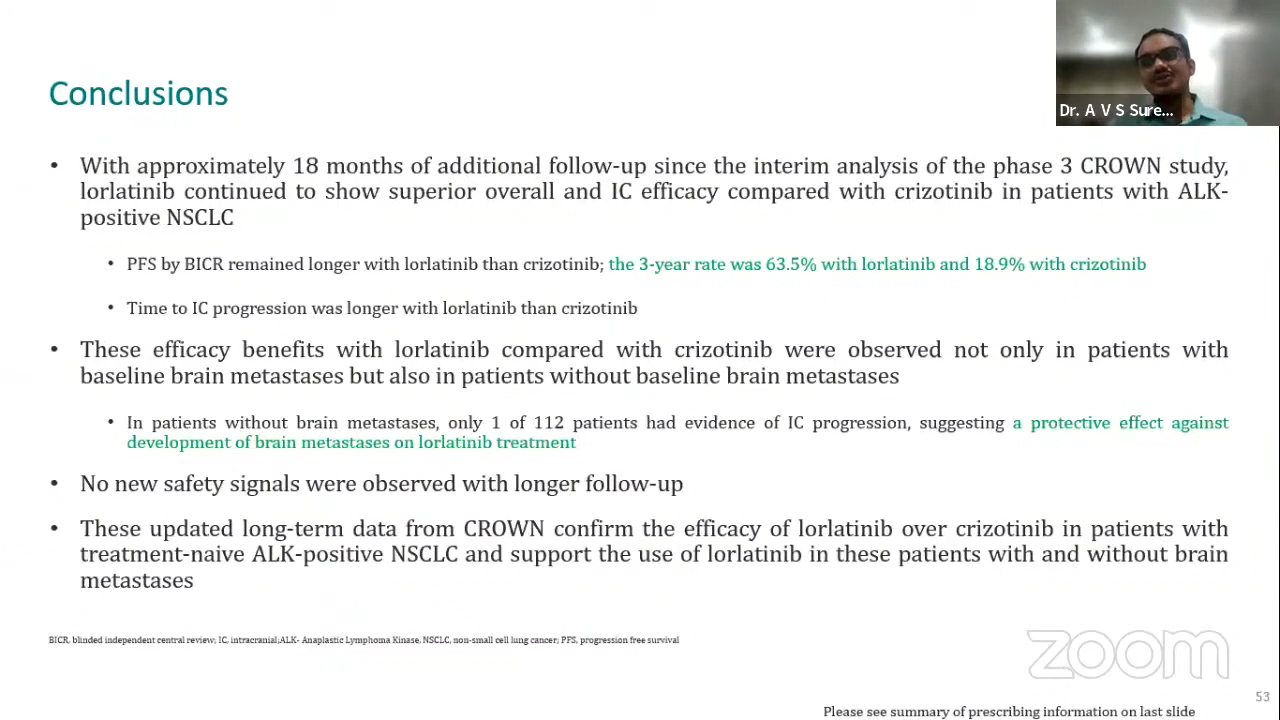 Dr. A V S Sure...
Conclusions
• With approximately 18 months of additional follow-up since the interim analysis of the phase 3 CROWN study,
lorlatinib continued to show superior overall and IC efficacy compared with crizotinib in patients with ALK-
positive NSCLC
• PFS by BICR remained longer with lorlatinib than crizotinib; the 3-year rate was 63.5% with lorlatinib and 18.9% with crizotinib
• Time to IC progression was longer with lorlatinib than crizotinib
• These efficacy benefits with lorlatinib compared with crizotinib were observed not only in patients with
baseline brain metastases but also in patients without baseline brain metastases
• In patients without brain metastases, only 1 of 112 patients had evidence of IC progression, suggesting a protective effect against
development of brain metastases on lorlatinib treatment
• No new safety signals were observed with longer follow-up
• These updated long-term data from CROWN confirm the efficacy of lorlatinib over crizotinib in patients with
treatment-naive ALK-positive NSCLC and support the use of lorlatinib in these patients with and without brain
metastases
BICR, blinded independent central review; IC, intracranial;ALK- Anaplastic Lymphoma Kinase, NSCLC, non-small cell lung cancer; PFS, progression free survival
zoom
53
Please see summary of prescribing information on last slide